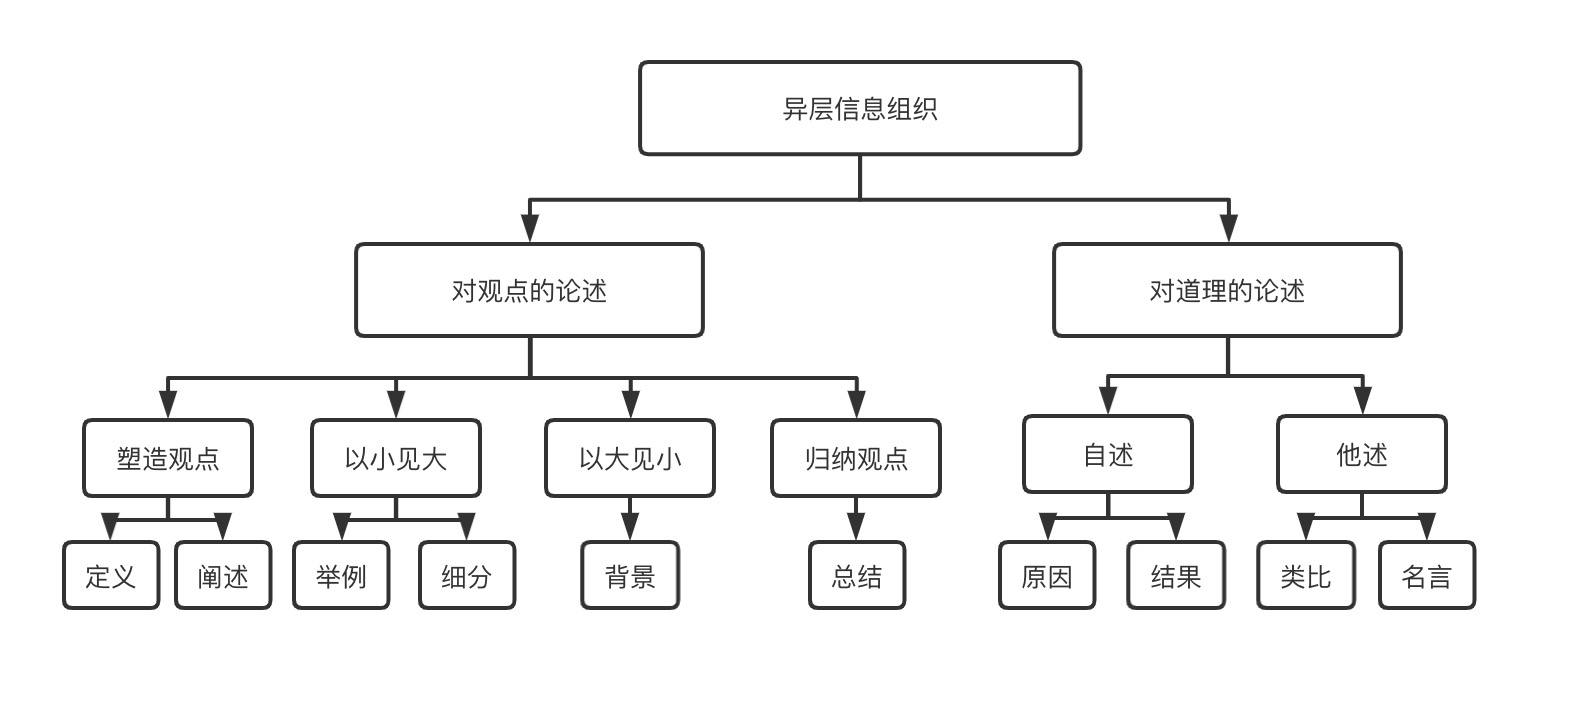 异层信息组织
对观点的论述
对道理的论述
塑造观点
以小见大
以大见小
归纳观点
自述
他述
定义
阐述
举例
细分
背景
总结
原因
结果
类比
名言